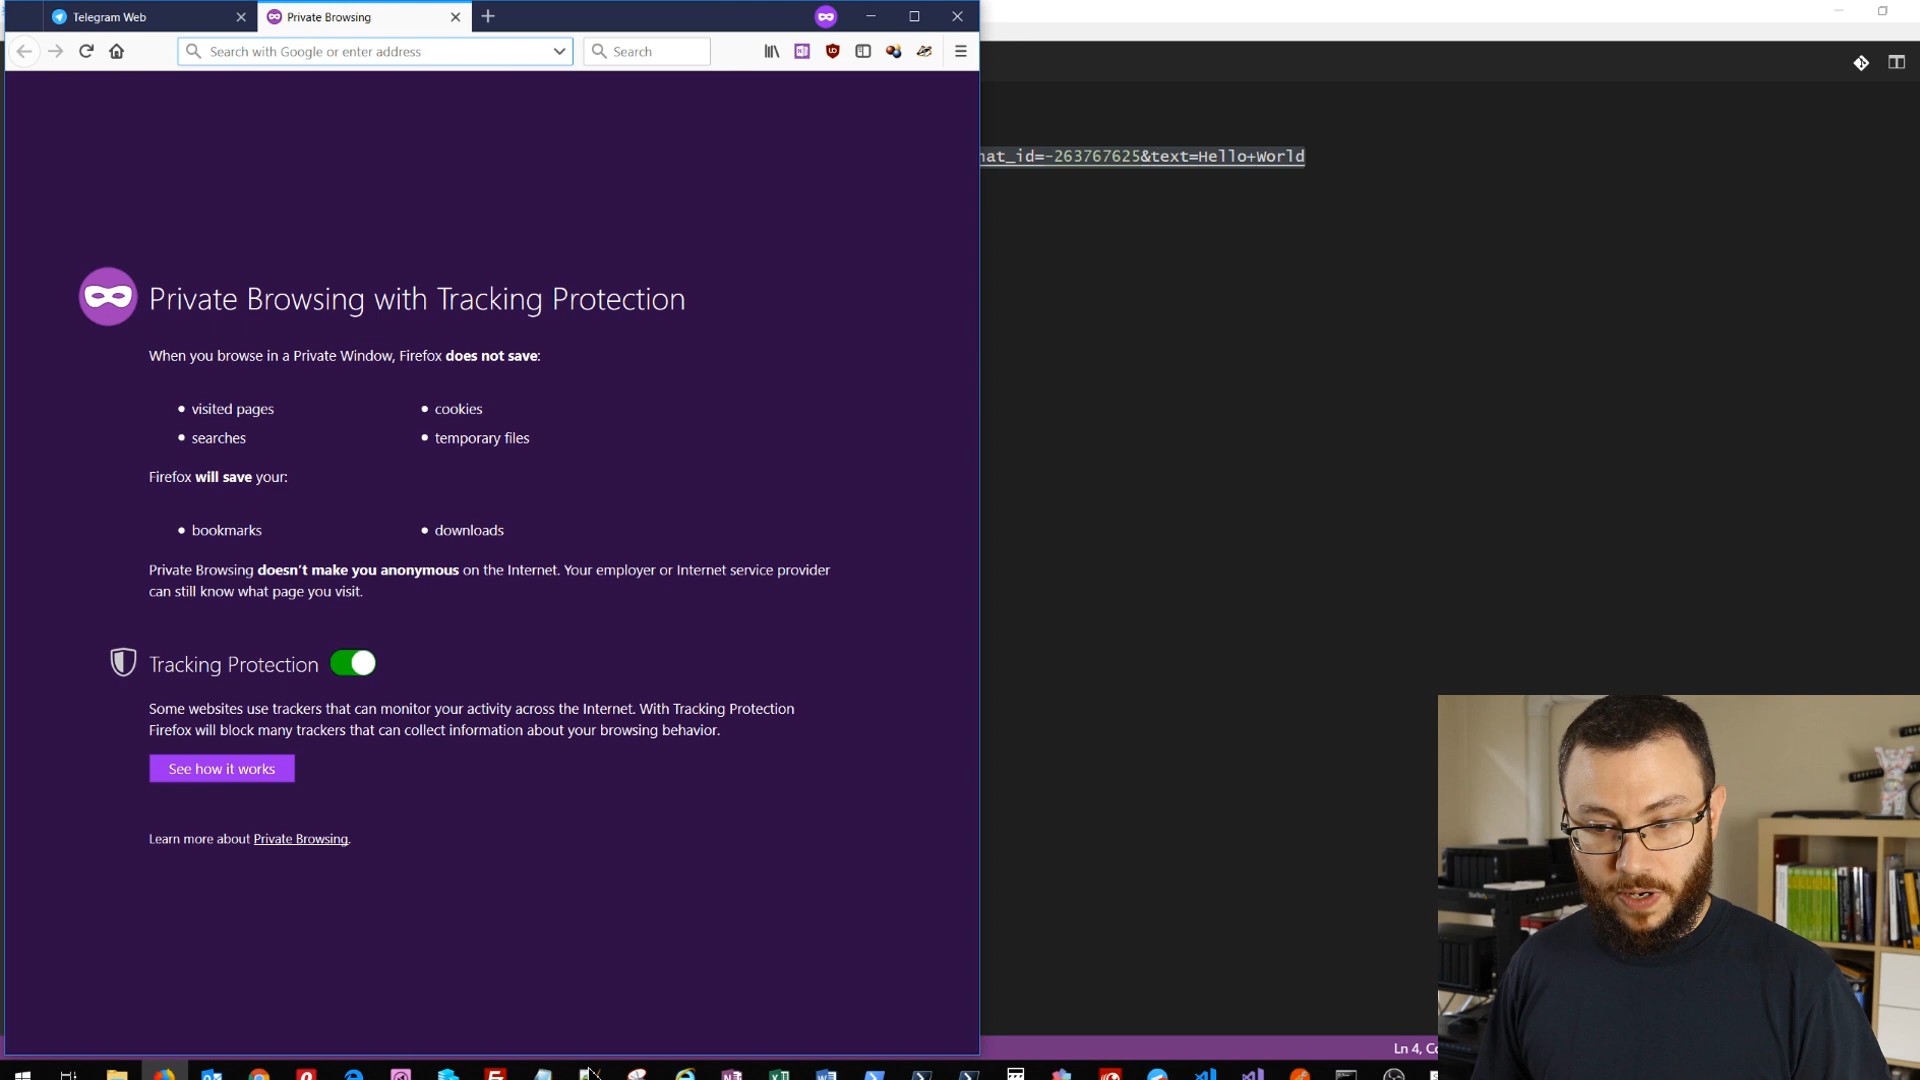 Telegram Web
Private Browsing
Search with Google or enter address
Search
hat_id=-263767625&text=Hello+World
Private Browsing with Tracking Protection
When you browse in a Private Window, Firefox does not save:
• visited pages
• cookies
• searches
• temporary files
Firefox will save your:
• bookmarks
• downloads
Private Browsing doesn't make you anonymous on the Internet. Your employer or Internet service provider
can still know what page you visit.
Tracking Protection
Some websites use trackers that can monitor your activity across the Internet. With Tracking Protection
Firefox will block many trackers that can collect information about your browsing behavior.
See how it works
Learn more about Private Browsing.
Ln 4, Co